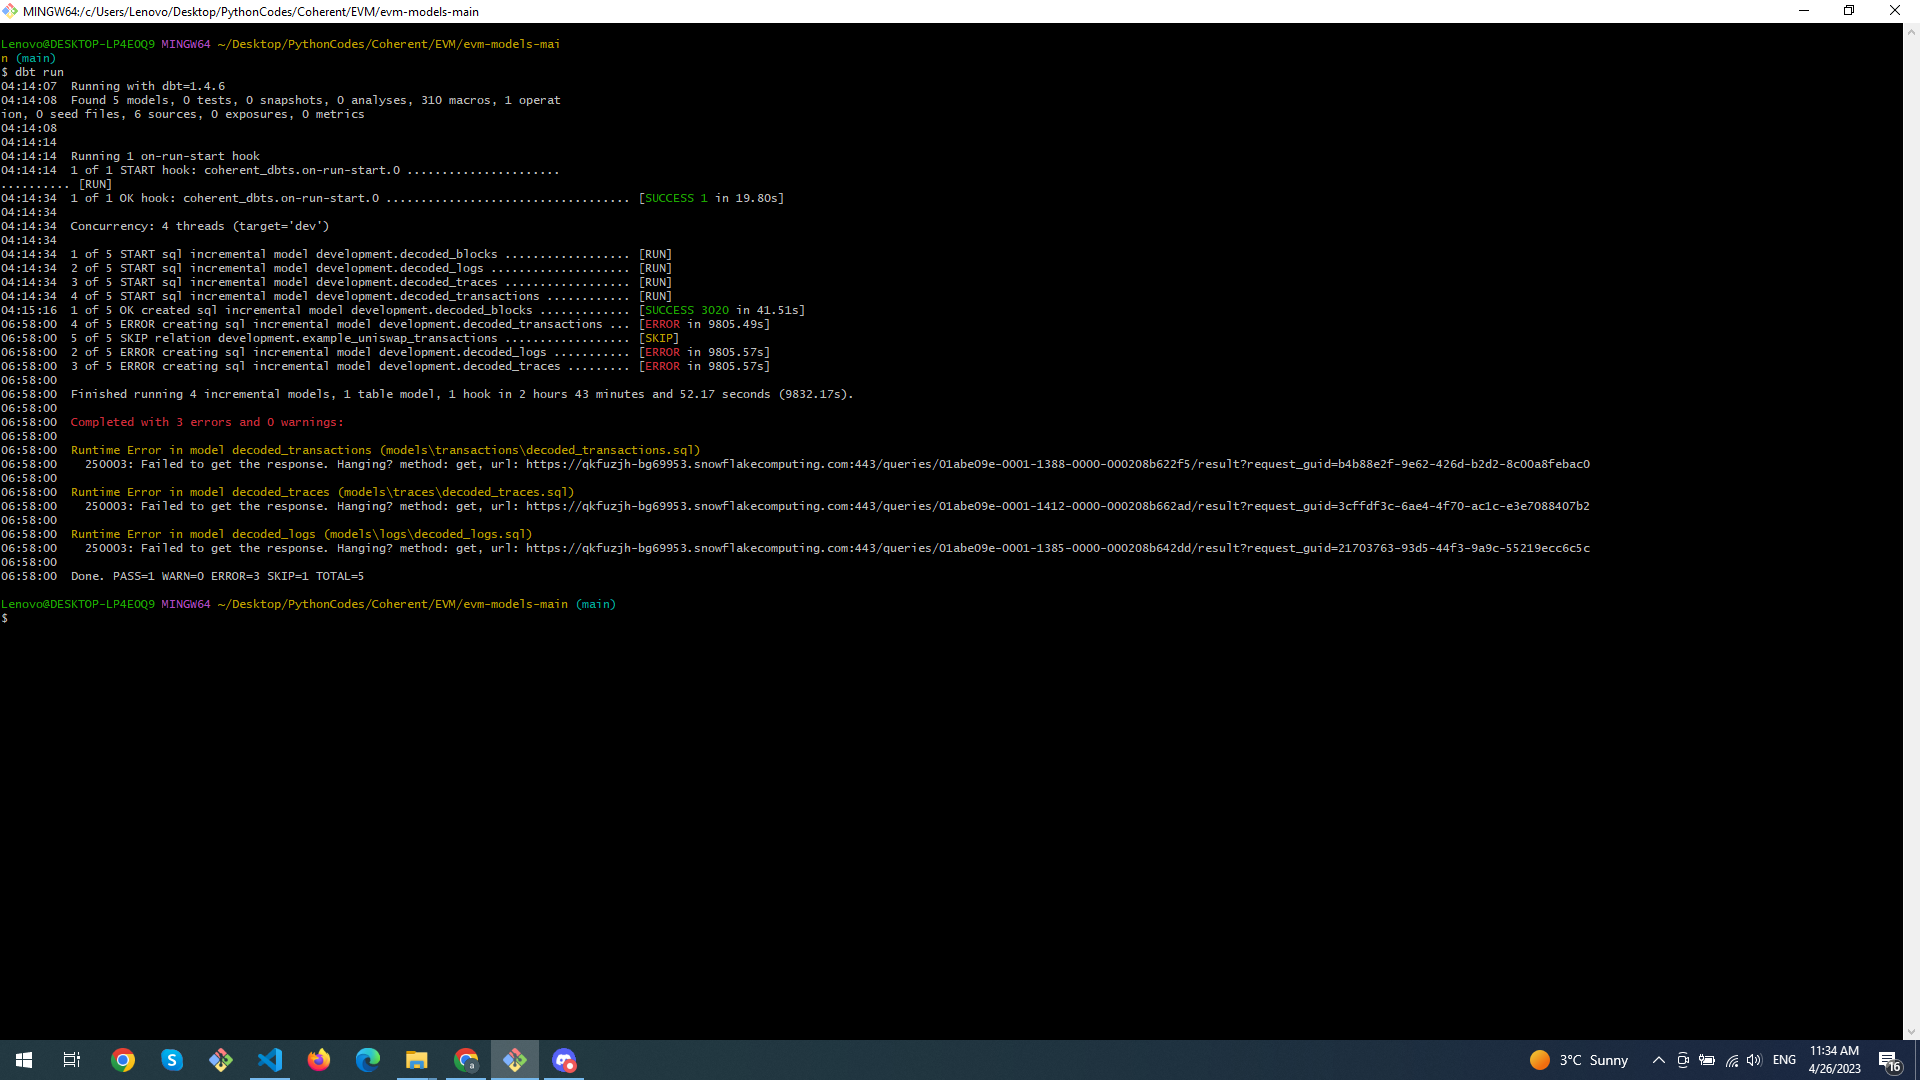 MINGW64:/c/Users/Lenovo/Desktop/PythonCodes/Coherent/EVM/evm-models-main
Lenovo@DESKTOP-LP4EOQ9 MINGW64 ~/Desktop/PythonCodes/Coherent/EVM/evm-models-mai
n (main)
$ dbt run
04:14:07  Running with dbt=1.4.6
04:14:08  Found 5 models, 0 tests, 0 snapshots, 0 analyses, 310 macros, 1 operat
ion, 0 seed files, 6 sources, 0 exposures, 0 metrics
04:14:08
04:14:14
04:14:14  Running 1 on-run-start hook
04:14:14  1 of 1 START hook: coherent_dbts.on-run-start.0 ......................
.......... [RUN]
04:14:34  1 of 1 OK hook: coherent_dbts.on-run-start.0 ................................... [SUCCESS 1 in 19.80s]
04:14:34
04:14:34  Concurrency: 4 threads (target='dev')
04:14:34
04:14:34  1 of 5 START sql incremental model development.decoded_blocks .................. [RUN]
04:14:34  2 of 5 START sql incremental model development.decoded_logs .................... [RUN]
04:14:34  3 of 5 START sql incremental model development.decoded_traces .................. [RUN]
04:14:34  4 of 5 START sql incremental model development.decoded_transactions ............ [RUN]
04:15:16  1 of 5 OK created sql incremental model development.decoded_blocks ............. [SUCCESS 3020 in 41.51s]
06:58:00  4 of 5 ERROR creating sql incremental model development.decoded_transactions ... [ERROR in 9805.49s]
06:58:00  5 of 5 SKIP relation development.example_uniswap_transactions .................. [SKIP]
06:58:00  2 of 5 ERROR creating sql incremental model development.decoded_logs ........... [ERROR in 9805.57s]
06:58:00  3 of 5 ERROR creating sql incremental model development.decoded_traces ......... [ERROR in 9805.57s]
06:58:00
06:58:00  Finished running 4 incremental models, 1 table model, 1 hook in 2 hours 43 minutes and 52.17 seconds (9832.17s).
06:58:00
06:58:00  Completed with 3 errors and 0 warnings:
06:58:00
06:58:00  Runtime Error in model decoded_transactions (models\transactions\decoded_transactions.sql)
06:58:00    250003: Failed to get the response. Hanging? method: get, url: https://qkfuzjh-bg69953.snowflakecomputing.com:443/queries/01abe09e-0001-1388-0000-000208b622f5/result?request_guid=b4b88e2f-9e62-426d-b2d2-8c00a8febac0
06:58:00
06:58:00  Runtime Error in model decoded_traces (models\traces\decoded_traces.sql)
06:58:00    250003: Failed to get the response. Hanging? method: get, url: https://qkfuzjh-bg69953.snowflakecomputing.com:443/queries/01abe09e-0001-1412-0000-000208b662ad/result?request_guid=3cffdf3c-6ae4-4f70-ac1c-e3e7088407b2
06:58:00
06:58:00  Runtime Error in model decoded_logs (models\logs\decoded_logs.sql)
06:58:00    250003: Failed to get the response. Hanging? method: get, url: https://qkfuzjh-bg69953.snowflakecomputing.com:443/queries/01abe09e-0001-1385-0000-000208b642dd/result?request_guid=21703763-93d5-44f3-9a9c-55219ecc6c5c
06:58:00
06:58:00  Done. PASS=1 WARN=0 ERROR=3 SKIP=1 TOTAL=5
Lenovo@DESKTOP-LP4EOQ9 MINGW64 ~/Desktop/PythonCodes/Coherent/EVM/evm-models-main (main)
$
3°C Sunny
ENG
11:34 AM
4/26/2023
16